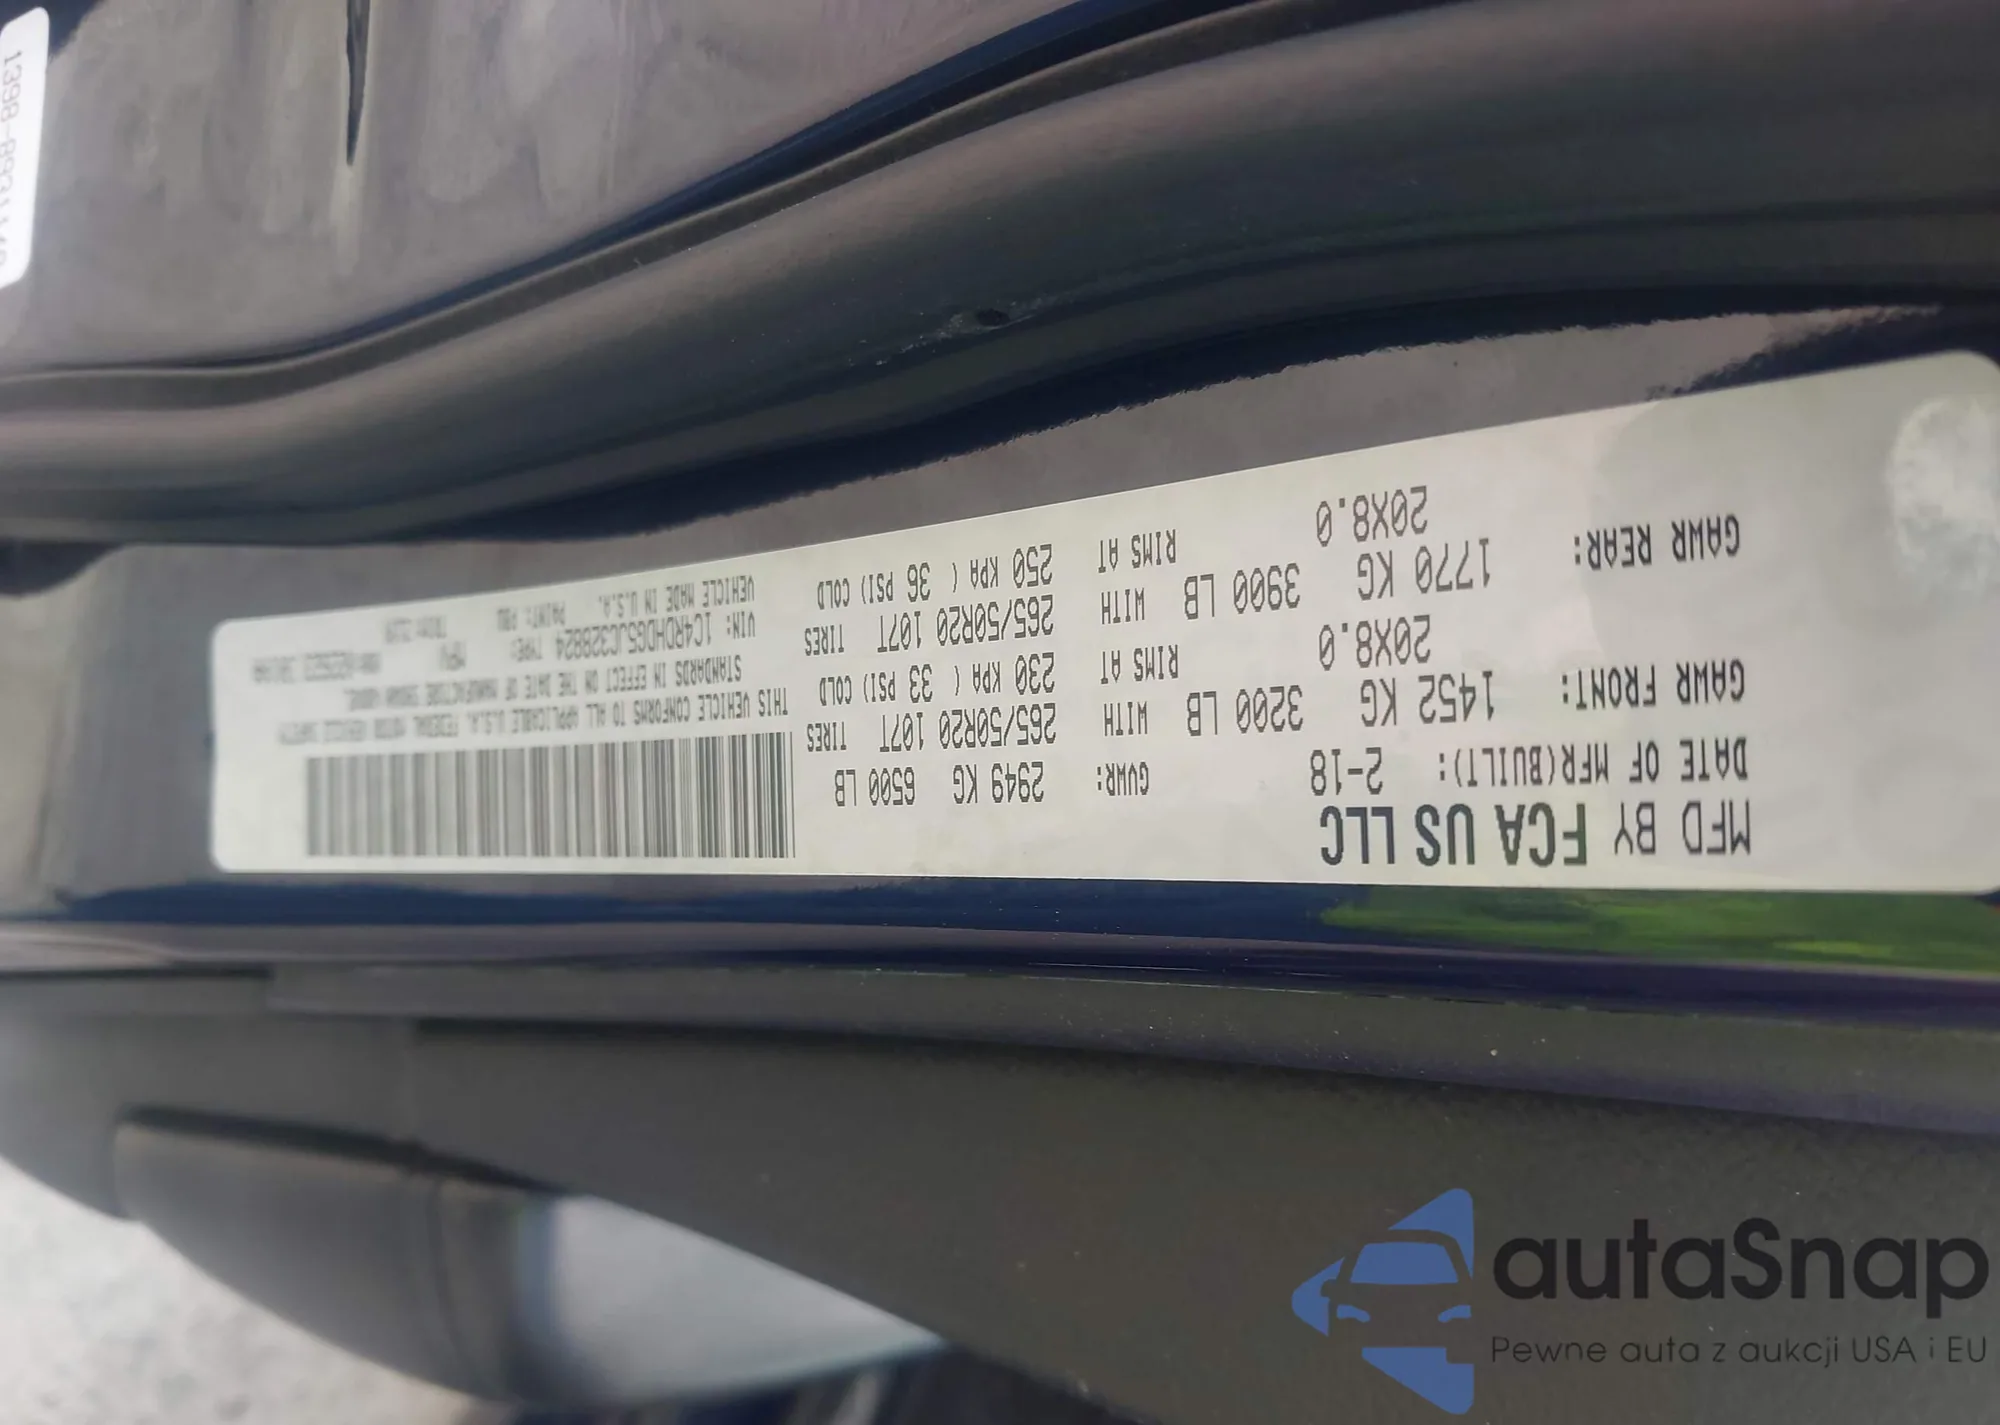 MFD BY FCA US LLC
DATE OF MFR(BUILT): 2-18 GVWR: 2949 KG 6500 LB
GAWR FRONT: 1452 KG 3200 LB WITH 265/50R20 107T TIRES
20X8.0 RIMS AT 230 KPA ( 33 PSI) COLD
GAWR REAR: 1770 KG 3900 LB WITH 265/50R20 107T TIRES
20X8.0 RIMS AT 250 KPA ( 36 PSI) COLD
THIS VEHICLE CONFORMS TO ALL APPLICABLE U.S.A. FEDERAL MOTOR VEHICLE SAFETY
STANDARDS IN EFFECT ON THE DATE OF MANUFACTURE SHOWN ABOVE.
VIN: 1C4RDHDG5JC328824 TYPE: MPV
VEHICLE MADE IN U.S.A. PAINT:
autaSnap
Pewne auta z aukcji USA i EU